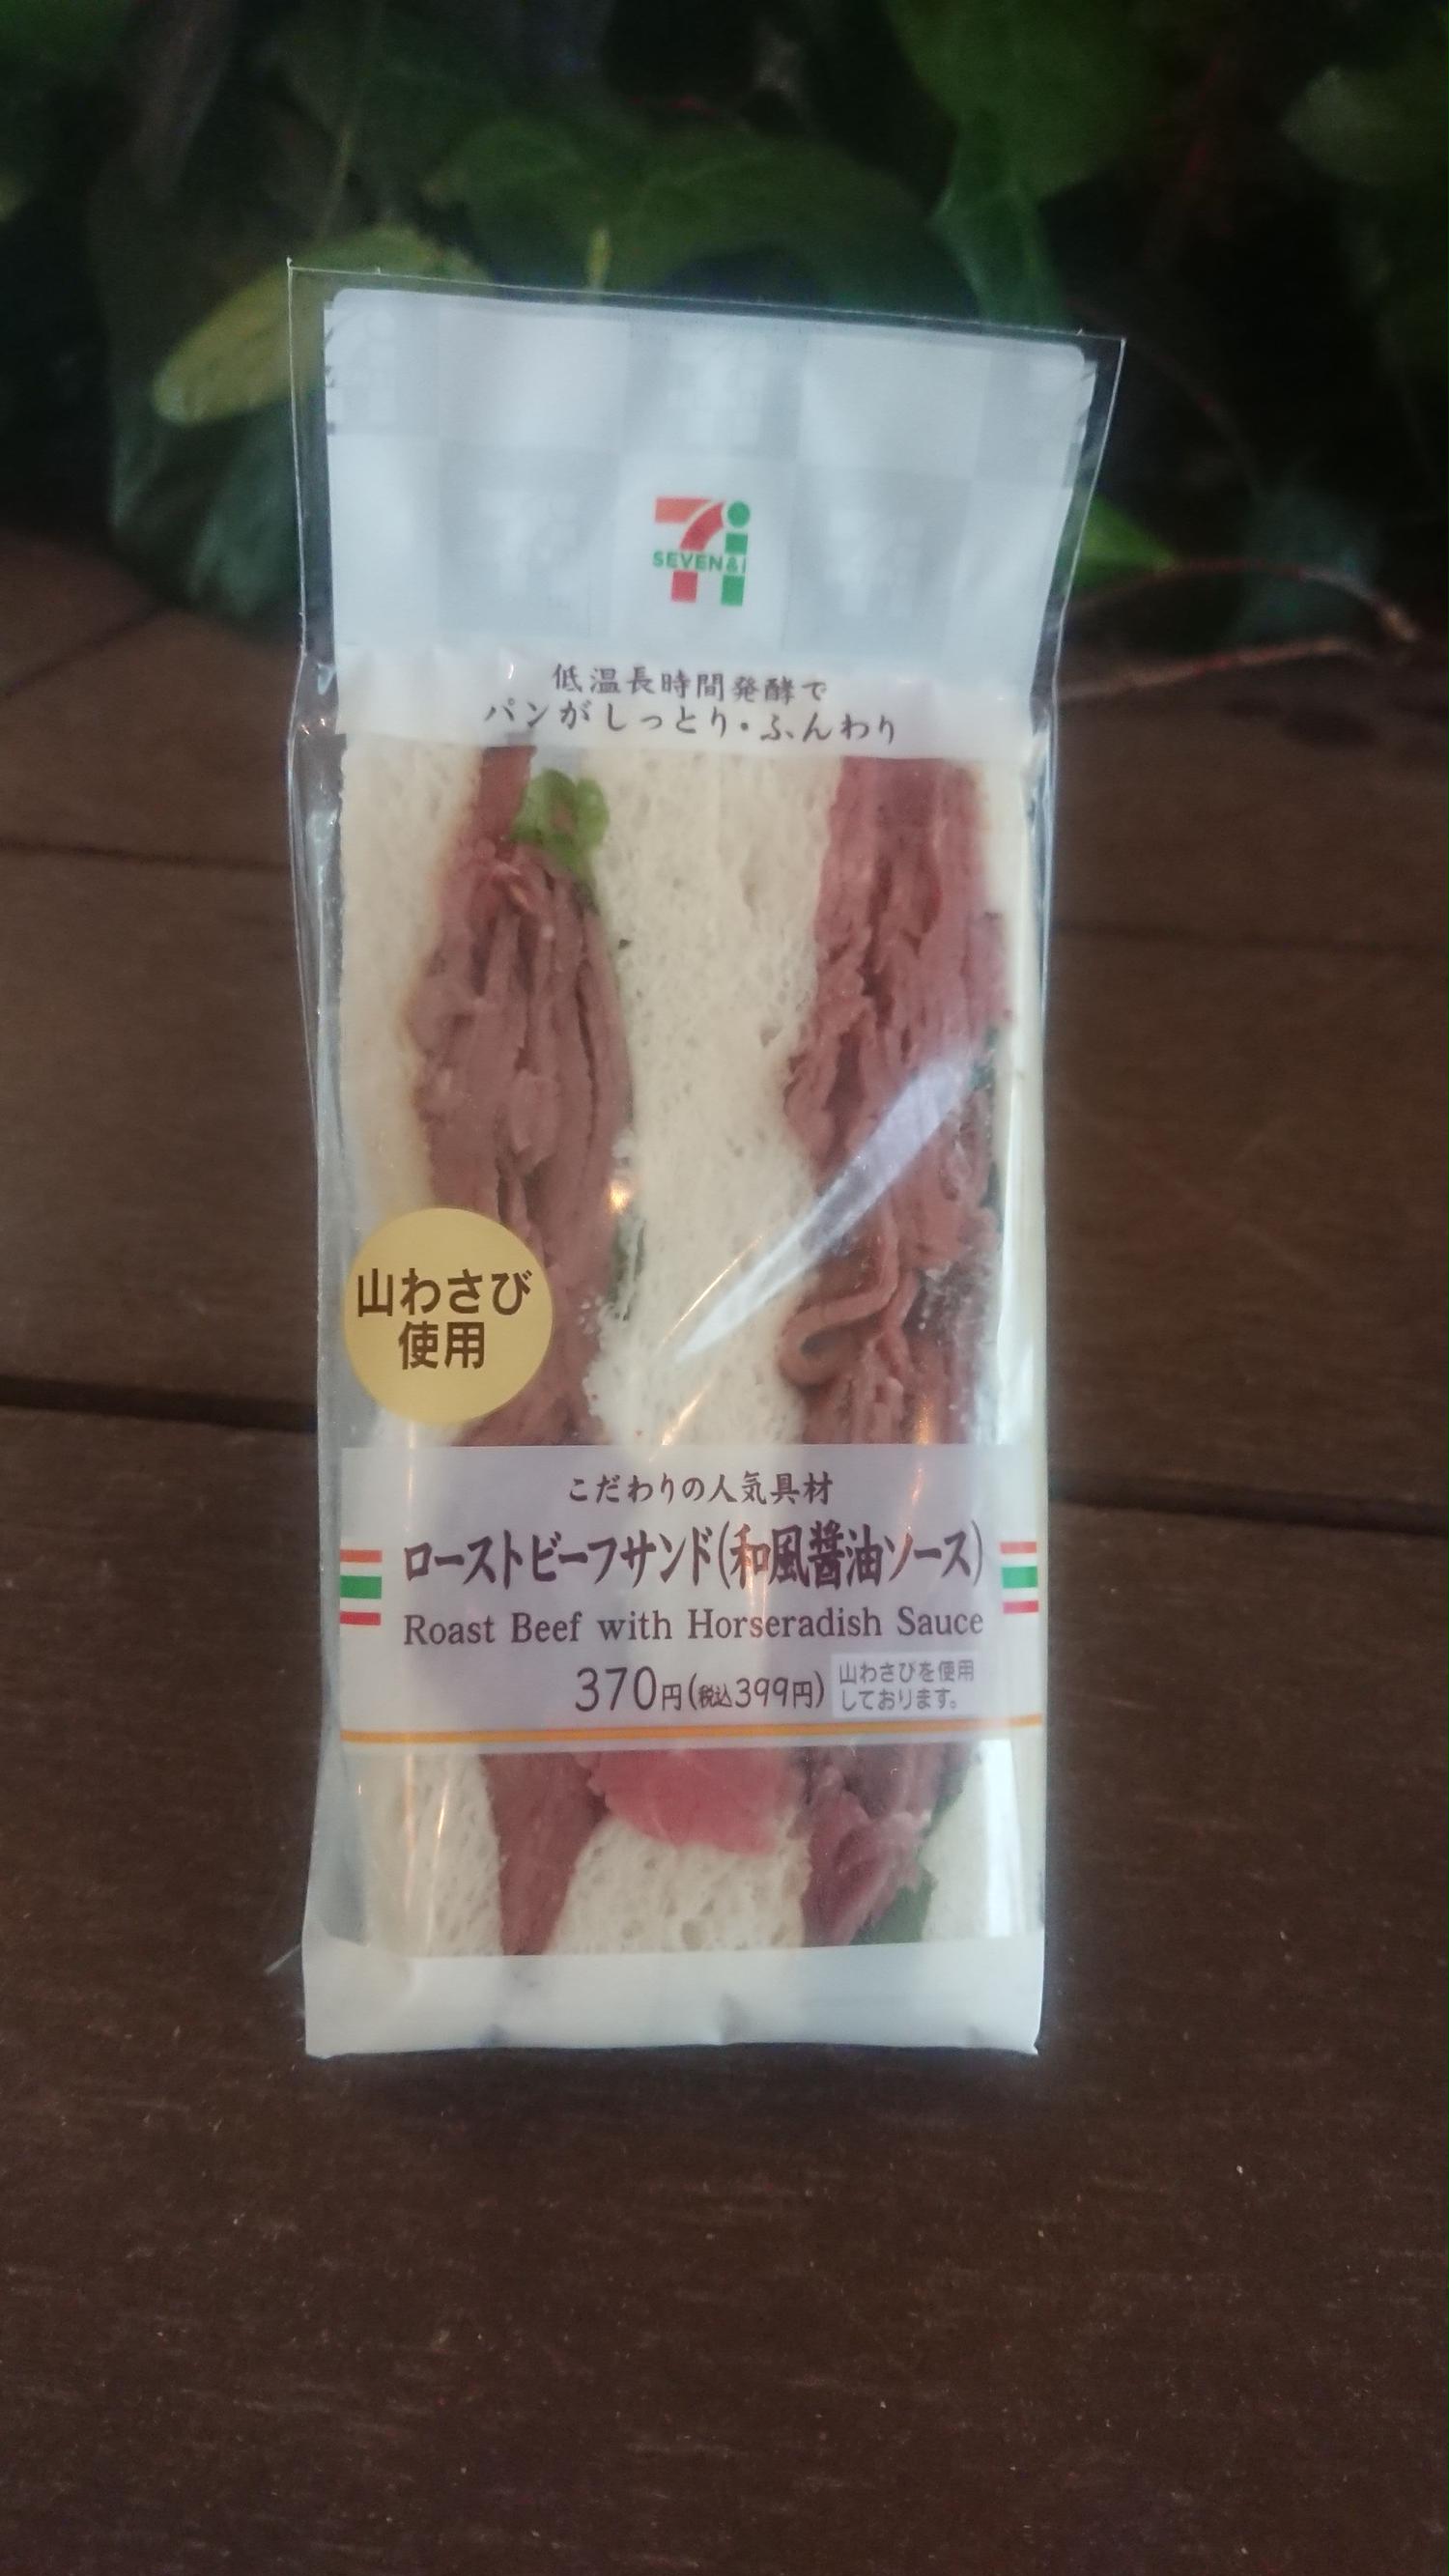 SEVEN&i
低温長時間発酵で
パンがしっとり・ふんわり
山わさび
使用
こだわりの人気具材
ローストビーフサンド(和風醤油ソース)
Roast Beef with Horseradish Sauce
370円(税込399円)
山わさびを使用
しております。